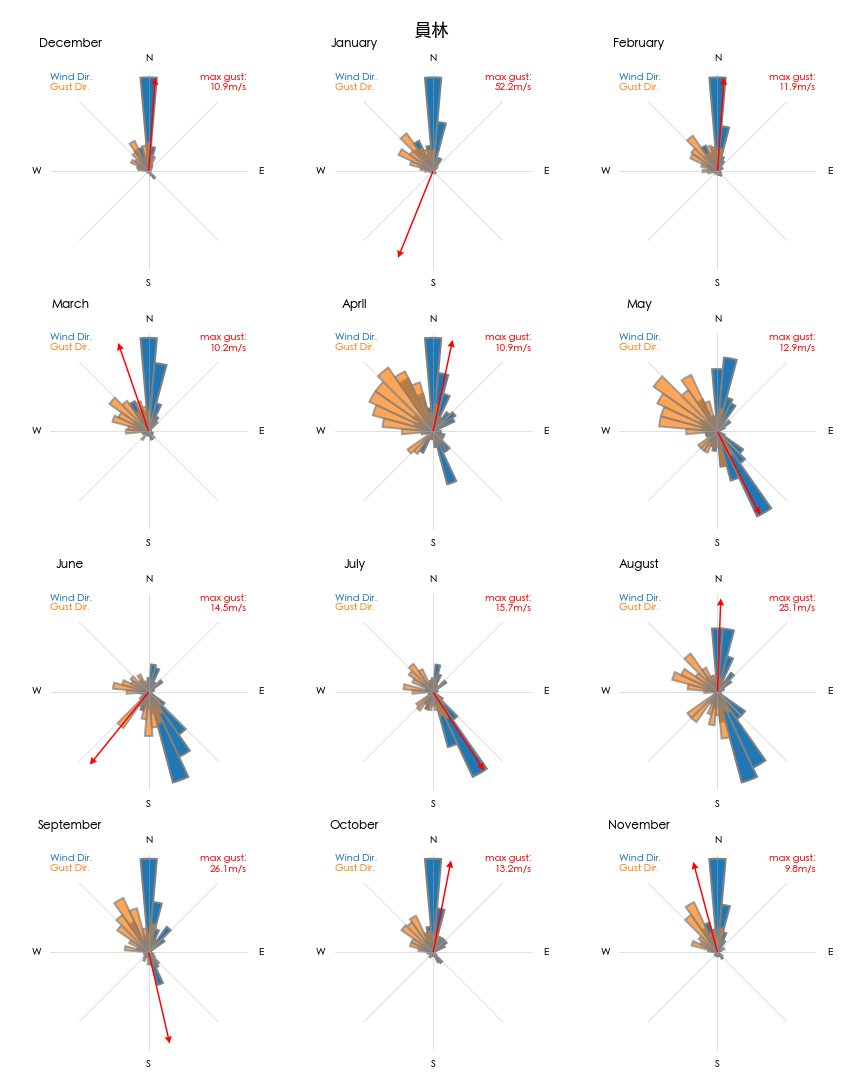 員林
December
N
Wind Dir.
Gust Dir.
max gust:
10.9m/s
W
E
S
January
N
Wind Dir.
Gust Dir.
max gust:
52.2m/s
W
E
S
February
N
Wind Dir.
Gust Dir.
max gust:
11.9m/s
W
E
S
March
N
Wind Dir.
Gust Dir.
max gust:
10.2m/s
W
E
S
April
N
Wind Dir.
Gust Dir.
max gust:
10.9m/s
W
E
S
May
N
Wind Dir.
Gust Dir.
max gust:
12.9m/s
W
E
S
June
N
Wind Dir.
Gust Dir.
max gust:
14.5m/s
W
E
S
July
N
Wind Dir.
Gust Dir.
max gust:
15.7m/s
W
E
S
August
N
Wind Dir.
Gust Dir.
max gust:
25.1m/s
W
E
S
September
N
Wind Dir.
Gust Dir.
max gust:
26.1m/s
W
E
S
October
N
Wind Dir.
Gust Dir.
max gust:
13.2m/s
W
E
S
November
N
Wind Dir.
Gust Dir.
max gust:
9.8m/s
W
E
S